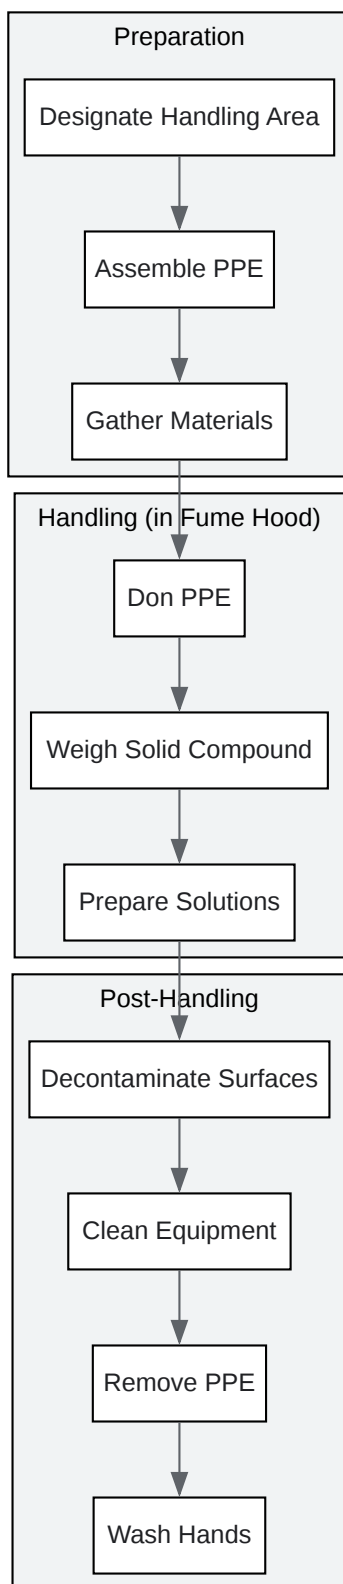 Preparation
Designate Handling Area
Assemble PPE
Gather Materials
Handling (in Fume Hood)
Don PPE
Weigh Solid Compound
Prepare Solutions
Post-Handling
Decontaminate Surfaces
Clean Equipment
Remove PPE
Wash Hands